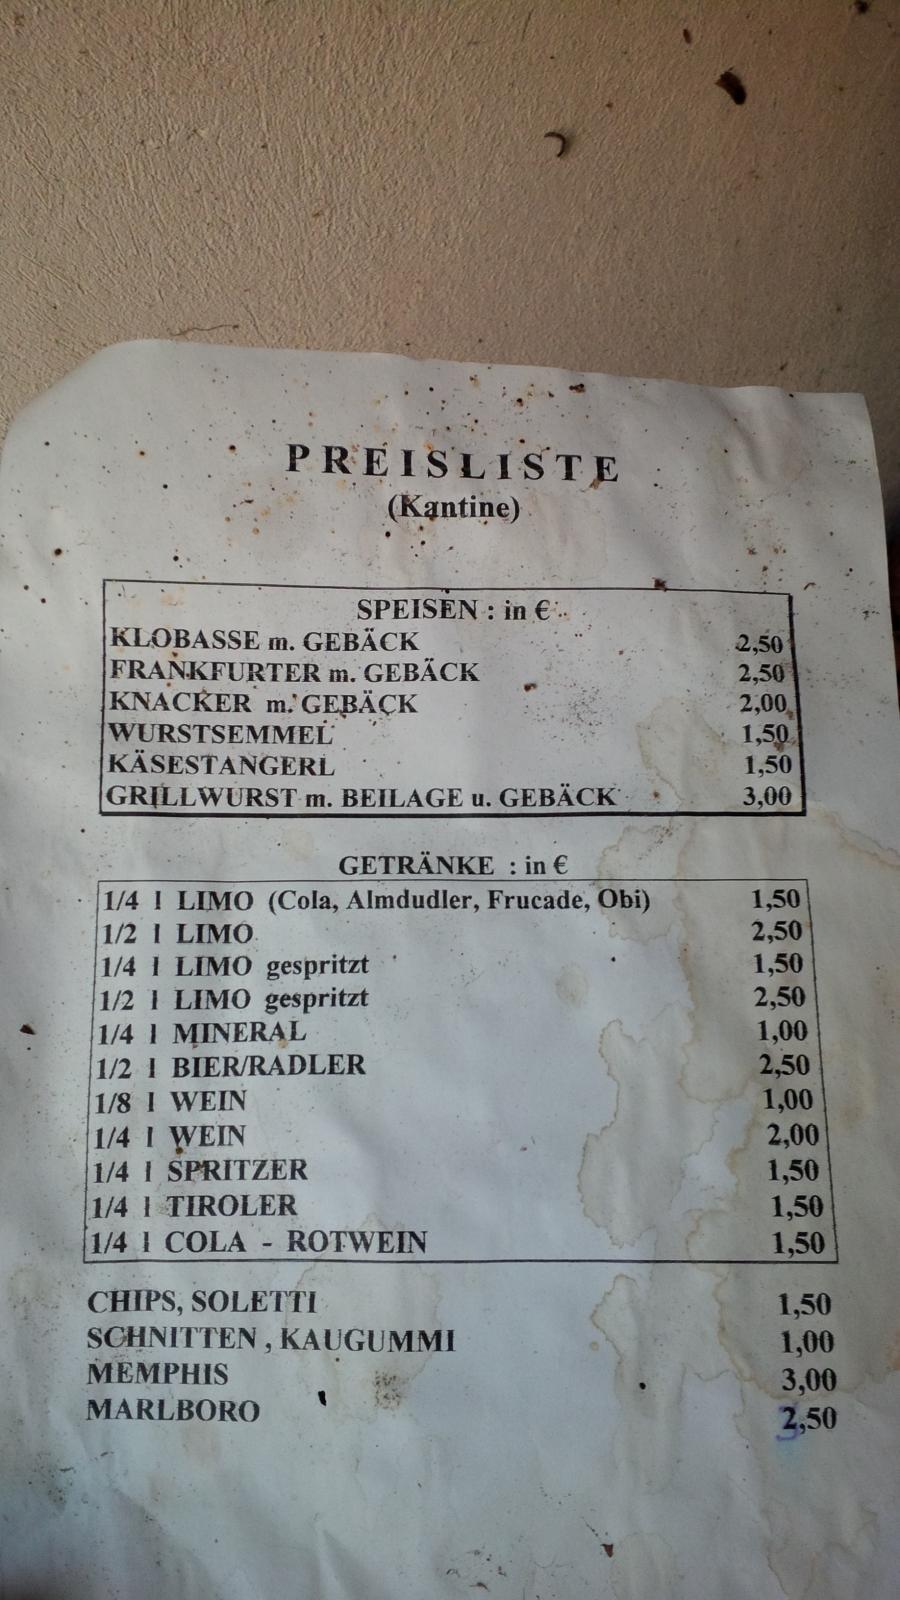 PREISLISTE
(Kantine)
SPEISEN : in €
KLOBASSE m. GEBÄCK 2,50
FRANKFURTER m. GEBÄCK 2,50
KNACKER m. GEBÄCK 2,00
WURSTSEMMEL 1,50
KÄSESTANGERL 1,50
GRILLWURST m. BEILAGE u. GEBÄCK 3,00
GETRÄNKE : in €
1/4 l LIMO (Cola, Almdudler, Frucade, Obi) 1,50
1/2 l LIMO 2,50
1/4 l LIMO gespritzt 1,50
1/2 l LIMO gespritzt 2,50
1/4 l MINERAL 1,00
1/2 l BIER/RADLER 2,50
1/8 l WEIN 1,00
1/4 l WEIN 2,00
1/4 l SPRITZER 1,50
1/4 l TIROLER 1,50
1/4 l COLA - ROTWEIN 1,50
CHIPS, SOLETTI 1,50
SCHNITTEN , KAUGUMMI 1,00
MEMPHIS 3,00
MARLBORO 2,50